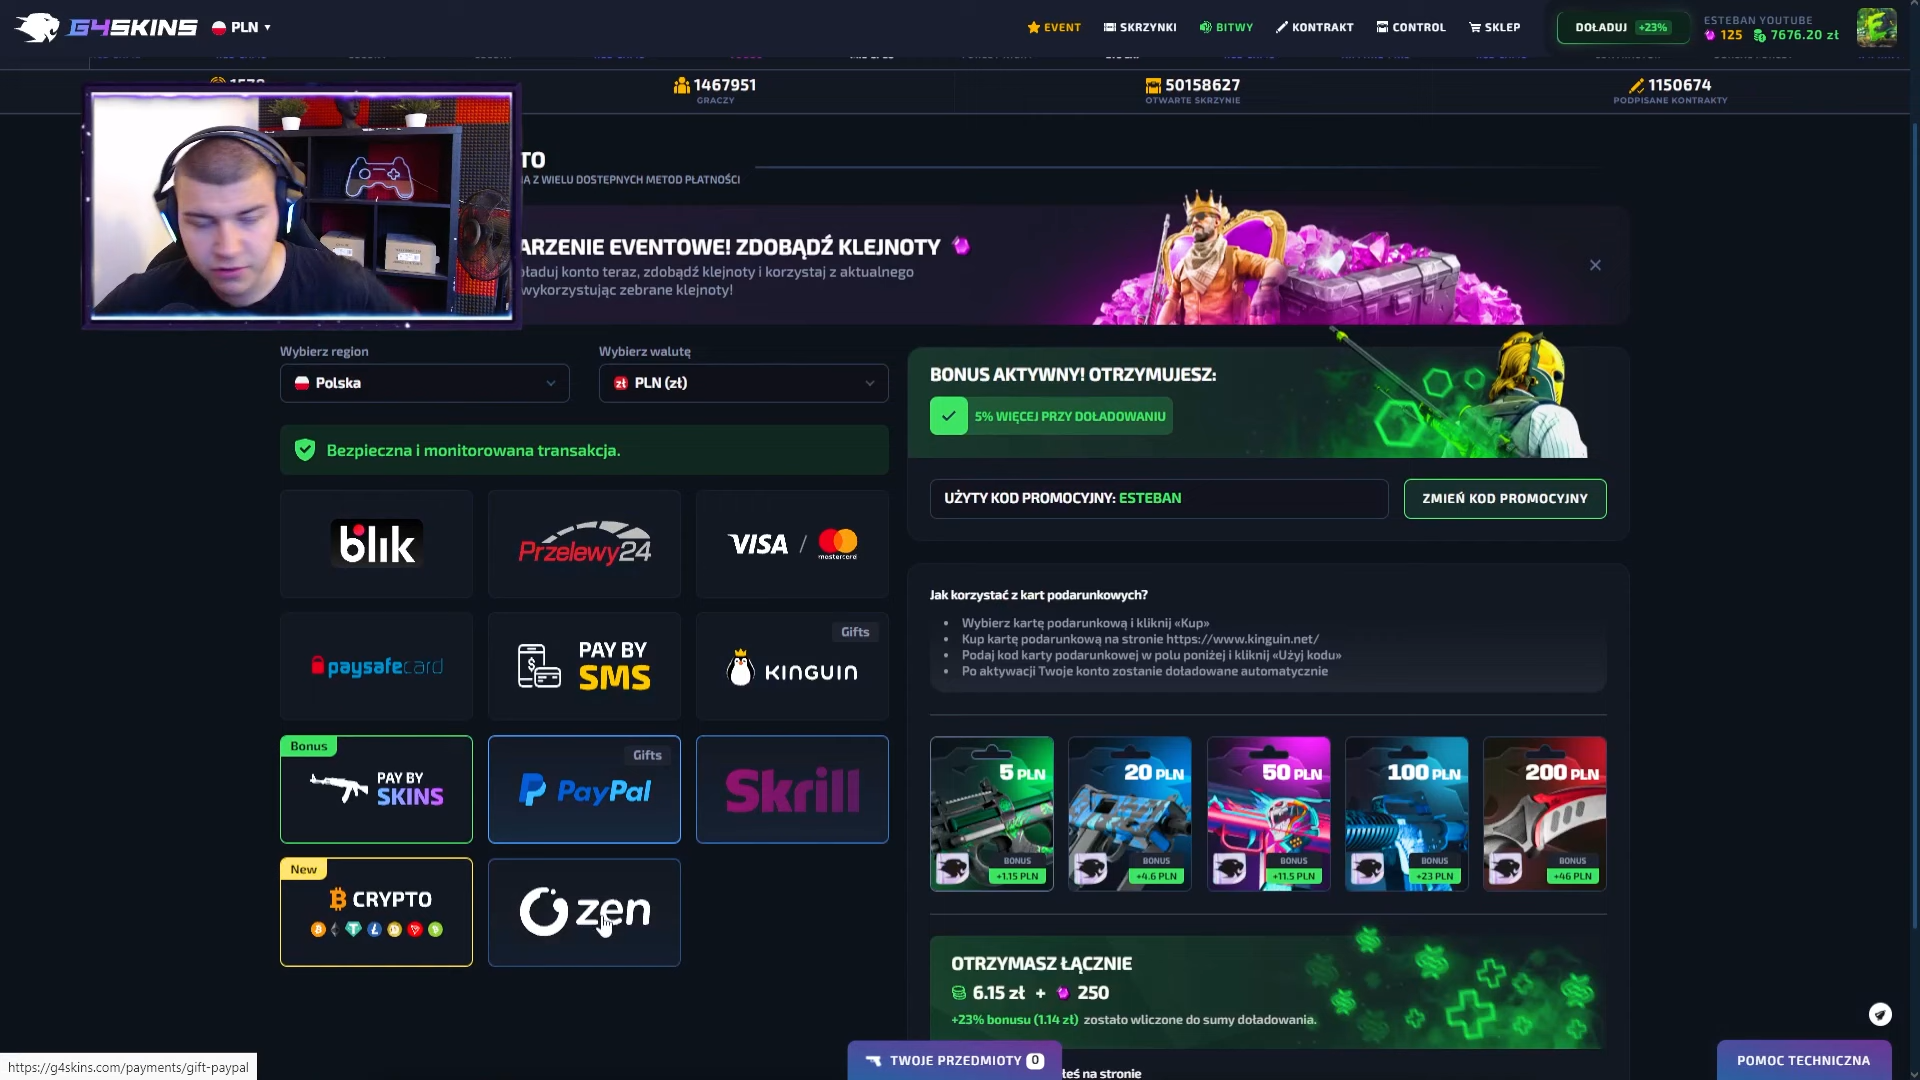 G4SKINS
PLN
EVENT
SKRZYNKI
BITWY
KONTRAKT
CONTROL
SKLEP
DOŁADUJ +23%
ESTEBAN YOUTUBE
125 7676.20 zł
1467951
GRACZY
50158627
OTWARTE SKRZYNIE
1150674
PODPISANE KONTRAKTY
TO
Z WIELU DOSTEPNYCH METOD PŁATNOŚCI
ARZENIE EVENTOWE! ZDOBĄDŹ KLEJNOTY
oładuj konto teraz, zdobądź klejnoty i korzystaj z aktualnego
wykorzystując zebrane klejnoty!
Wybierz region
Wybierz walutę
Polska
zł PLN (zł)
Bezpieczna i monitorowana transakcja.
blik
Przelewy24
VISA / mastercard
paysafecard
PAY BY
SMS
Gifts
KINGUIN
Bonus
PAY BY
SKINS
Gifts
PayPal
Skrill
New
CRYPTO
zen
BONUS AKTYWNY! OTRZYMUJESZ:
5% WIĘCEJ PRZY DOŁADOWANIU
UŻYTY KOD PROMOCYJNY: ESTEBAN
ZMIEŃ KOD PROMOCYJNY
Jak korzystać z kart podarunkowych?
• Wybierz kartę podarunkową i kliknij «Kup»
• Kup kartę podarunkową na stronie https://www.kinguin.net/
• Podaj kod karty podarunkowej w polu poniżej i kliknij «Użyj kodu»
• Po aktywacji Twoje konto zostanie doładowane automatycznie
5 PLN
BONUS
+1.15 PLN
20 PLN
BONUS
+4.6 PLN
50 PLN
BONUS
+11.5 PLN
100 PLN
BONUS
+23 PLN
200 PLN
BONUS
+46 PLN
OTRZYMASZ ŁĄCZNIE
6.15 zł + 250
+23% bonusu (1.14 zł) zostało wliczone do sumy doładowania.
TWOJE PRZEDMIOTY 0
teś na stronie
POMOC TECHNICZNA
https://g4skins.com/payments/gift-paypal